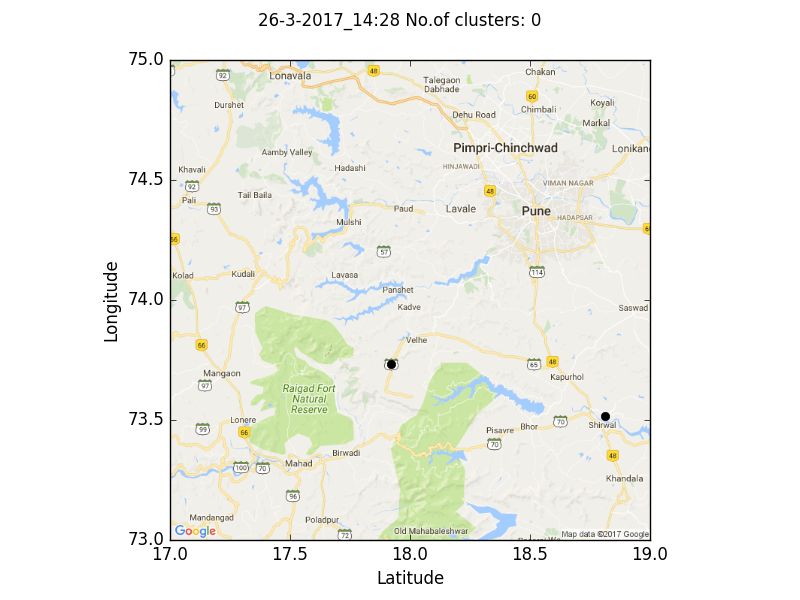 26-3-2017_14:28 No.of clusters: 0
75.0
92
Lonavala
48
Talegaon
Dabhade
Chakan
60
Durshet
Dehu Road
Chimbali
Koyali
Markal
Aamby Valley
Pimpri-Chinchwad
Lonikand
Khavali
Hadashi
HINJAWADI
74.5
92
VIMAN NAGAR
Pali
Tail Baila
48
93
Paud
Lavale
Pune
HADAPSAR
Mulshi
66
57
Kolad
Kudali
Lavasa
114
Panshet
74.0
97
Kadve
Saswad
Longitude
66
Velhe
65
48
Mangaon
97
Kapurhol
Raigad Fort
Natural
Reserve
73.5
Lonere
99
66
Pisavre
Bhor
70
Shirwal
70
Birwadi
48
100
70
Mahad
Khandala
96
Mandangad
Poladpur
72
Old Mahabaleshwar
Google
Map data ©2017 Google
73.0
17.0
17.5
18.0
18.5
19.0
Latitude